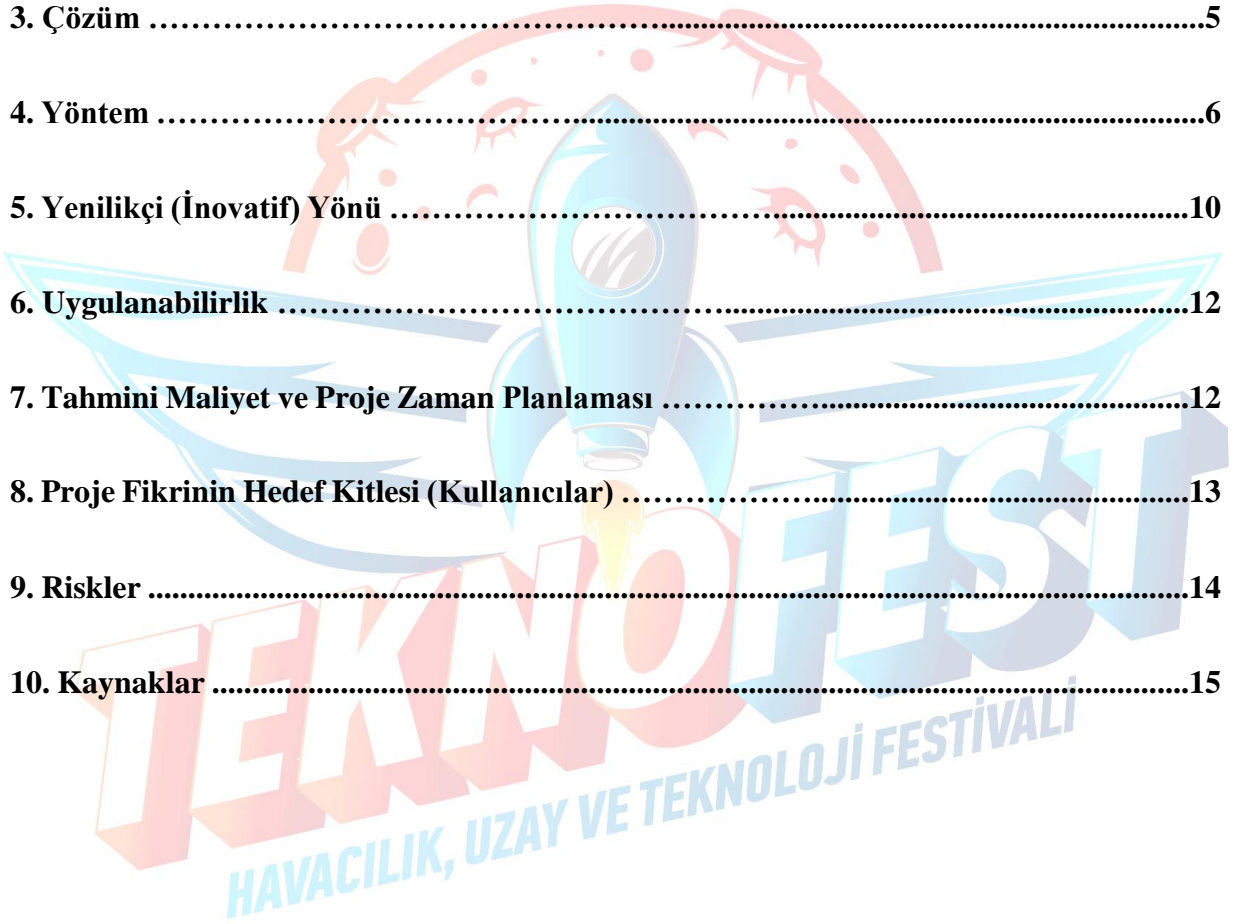 3. Çözüm ………………………………………………...............................................................5
4. Yöntem ……………………………………………...............................................................6
5. Yenilikçi (İnovatif) Yönü ……………………………………...............................................10
6. Uygulanabilirlik ……………………………………………..................................................12
7. Tahmini Maliyet ve Proje Zaman Planlaması ………………............................................12
8. Proje Fikrinin Hedef Kitlesi (Kullanıcılar) …………………............................................13
9. Riskler ....................................................................................................................14
10. Kaynaklar .............................................................................................................15
TEKNOFEST
HAVACILIK, UZAY VE TEKNOLOJİ FESTİVALİ